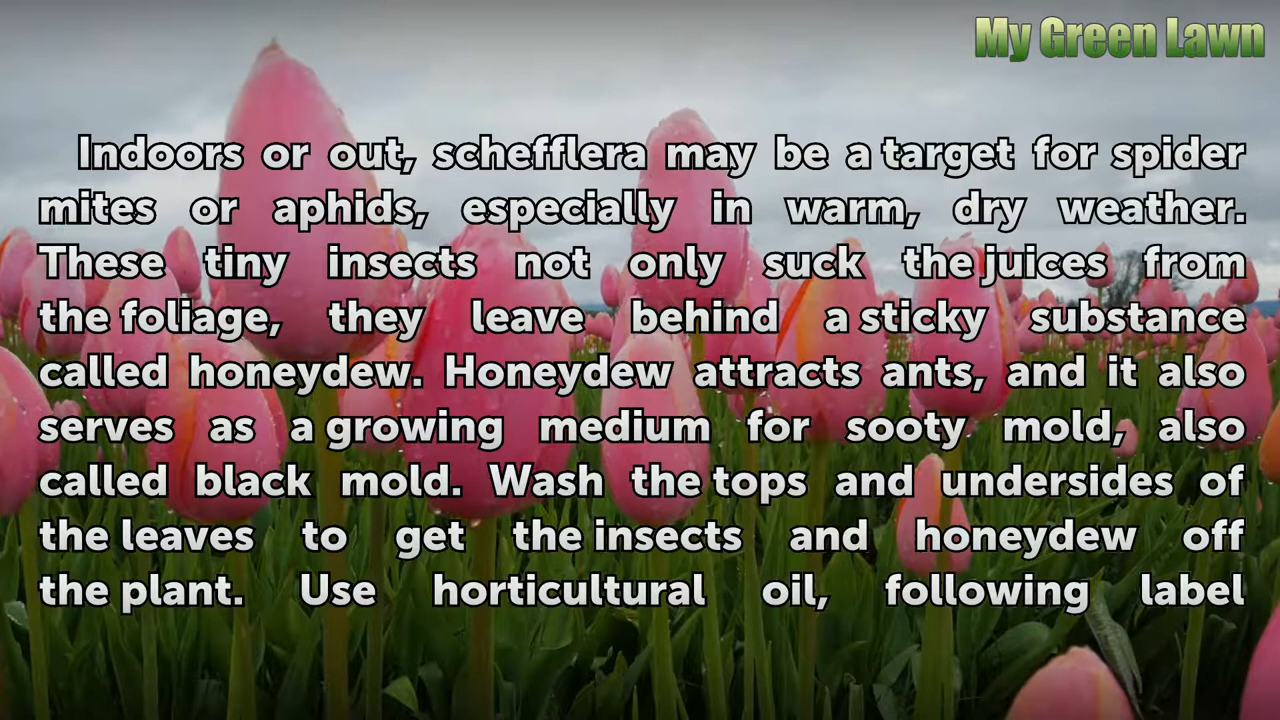 My Green Lawn
Indoors or out, schefflera may be a target for spider
mites or aphids, especially in warm, dry weather.
These tiny insects not only suck the juices from
the foliage, they leave behind a sticky substance
called honeydew. Honeydew attracts ants, and it also
serves as a growing medium for sooty mold, also
called black mold. Wash the tops and undersides of
the leaves to get the insects and honeydew off
the plant. Use horticultural oil, following label